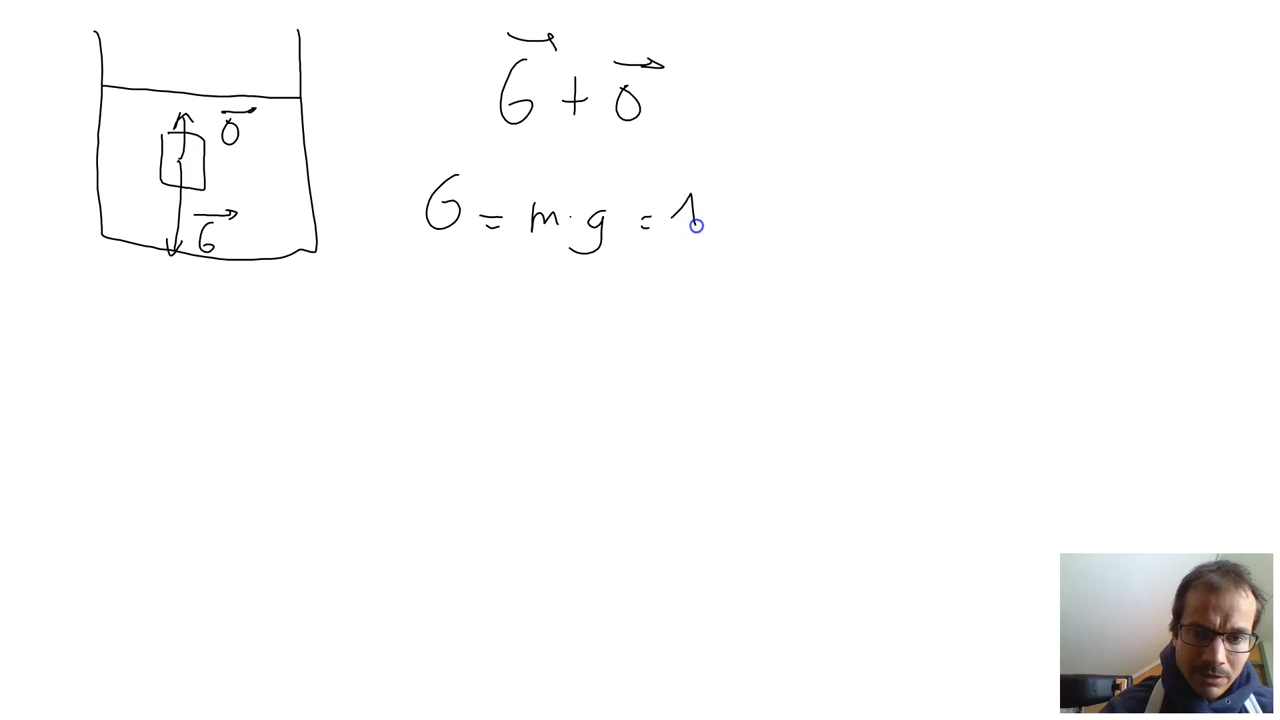 G + O
O
G = m · g = 1
G